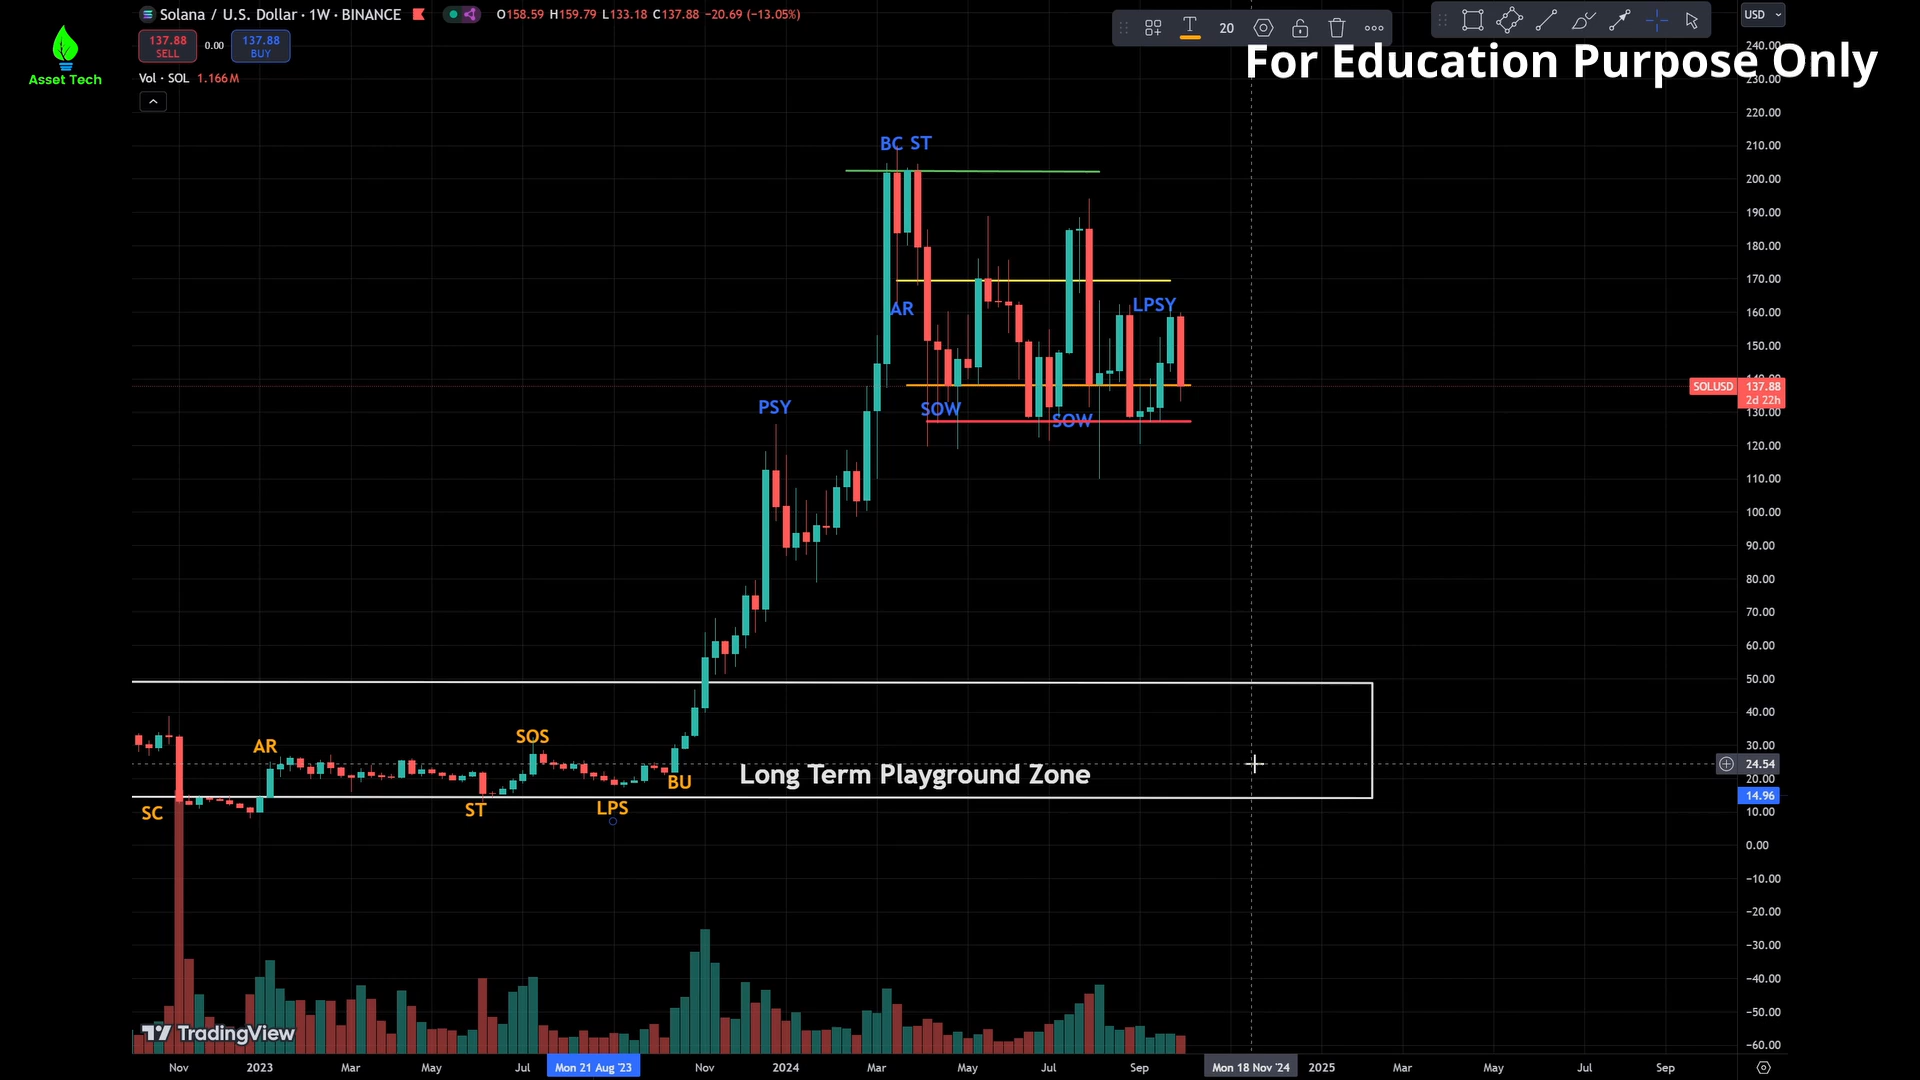 Solana / U.S. Dollar · 1W · BINANCE
O158.59 H159.79 L133.18 C137.88 −20.69 (−13.05%)
20
USD
137.88
SELL
0.00
137.88
BUY
Asset Tech
For Education Purpose Only
Vol · SOL 1.166M
240.00
230.00
220.00
210.00
200.00
190.00
180.00
170.00
160.00
150.00
140.00
SOLUSD 137.88
2d 22h
130.00
120.00
110.00
100.00
90.00
80.00
70.00
60.00
50.00
40.00
30.00
24.54
20.00
14.96
10.00
0.00
−10.00
−20.00
−30.00
−40.00
−50.00
−60.00
BC ST
AR
LPSY
PSY
SOW
SOW
SOS
AR
Long Term Playground Zone
BU
SC
ST
LPS
TradingView
Nov 2023 Mar May Jul Mon 21 Aug '23 Nov 2024 Mar May Jul Sep Mon 18 Nov '24 2025 Mar May Jul Sep